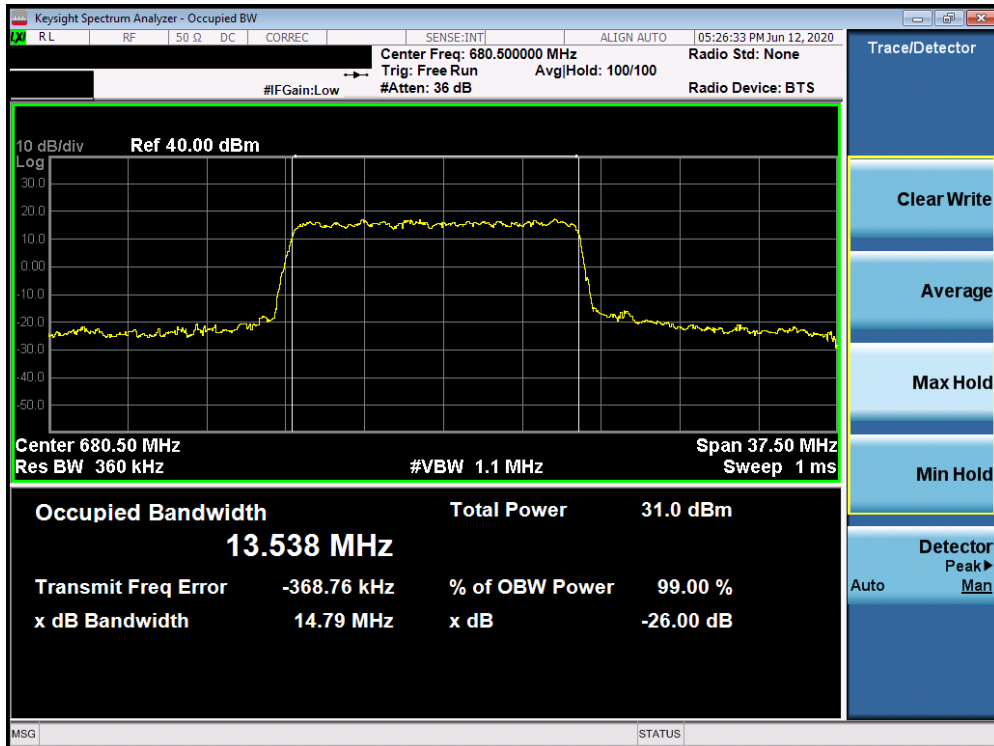 Keysight Spectrum Analyzer - Occupied BW
LXI RL RF 50 Ω DC CORREC SENSE:INT ALIGN AUTO 05:26:33 PM Jun 12, 2020
Center Freq: 680.500000 MHz Radio Std: None
Trig: Free Run Avg|Hold: 100/100
#IFGain:Low #Atten: 36 dB Radio Device: BTS
10 dB/div Ref 40.00 dBm
Log
30.0
20.0
10.0
0.00
-10.0
-20.0
-30.0
-40.0
-50.0
Center 680.50 MHz Span 37.50 MHz
Res BW 360 kHz #VBW 1.1 MHz Sweep 1 ms
Occupied Bandwidth Total Power 31.0 dBm
13.538 MHz
Transmit Freq Error -368.76 kHz % of OBW Power 99.00 %
x dB Bandwidth 14.79 MHz x dB -26.00 dB
Trace/Detector
Clear Write
Average
Max Hold
Min Hold
Detector
Peak▶
Auto Man
MSG STATUS